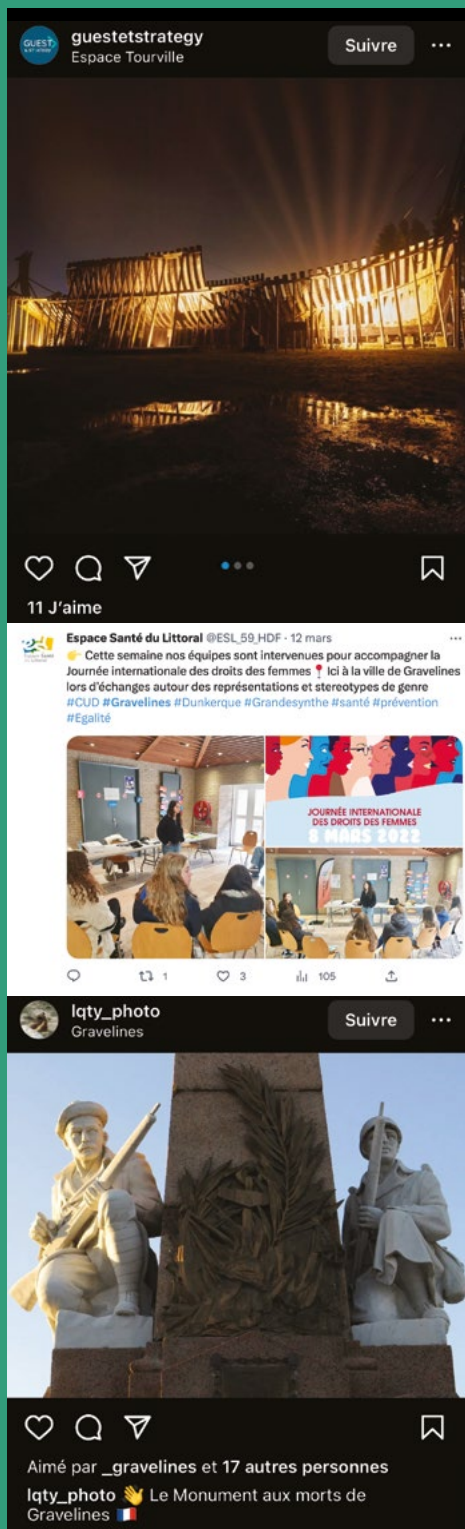 guestetstrategy
Espace Tourville
Suivre
GUEST
11 J'aime
Espace Santé du Littoral @ESL_59_HDF · 12 mars
👉 Cette semaine nos équipes sont intervenues pour accompagner la
Journée internationale des droits des femmes 📍 Ici à la ville de Gravelines
lors d'échanges autour des représentations et stereotypes de genre
#CUD #Gravelines #Dunkerque #Grandesynthe #santé #prévention
#Egalité
JOURNÉE INTERNATIONALE
DES DROITS DES FEMMES
8 MARS 2022
1
3
105
lqty_photo
Gravelines
Suivre
Aimé par _gravelines et 17 autres personnes
lqty_photo 👋 Le Monument aux morts de
Gravelines 🇫🇷